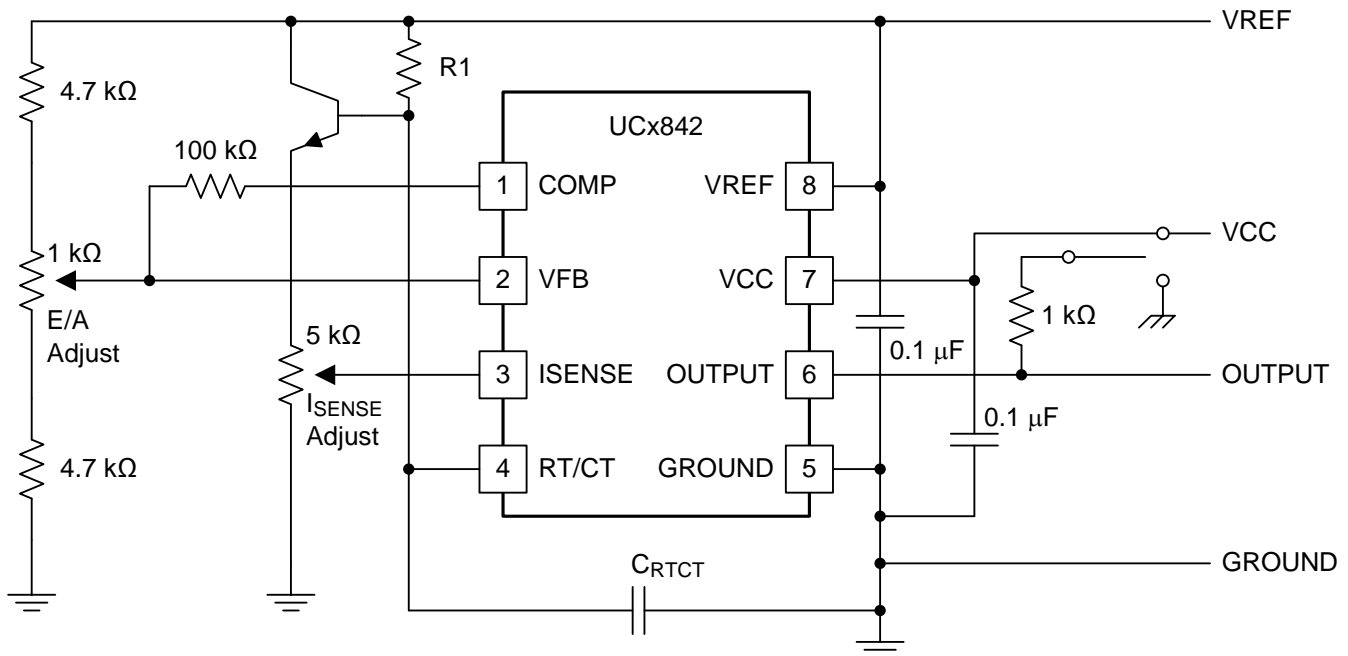 VREF
4.7 kΩ
R1
UCx842
100 kΩ
1 COMP
VREF 8
1 kΩ
E/A
Adjust
2 VFB
VCC 7
VCC
1 kΩ
5 kΩ
ISENSE
Adjust
3 ISENSE
OUTPUT 6
0.1 μF
OUTPUT
0.1 μF
4.7 kΩ
4 RT/CT
GROUND 5
CRTCT
GROUND